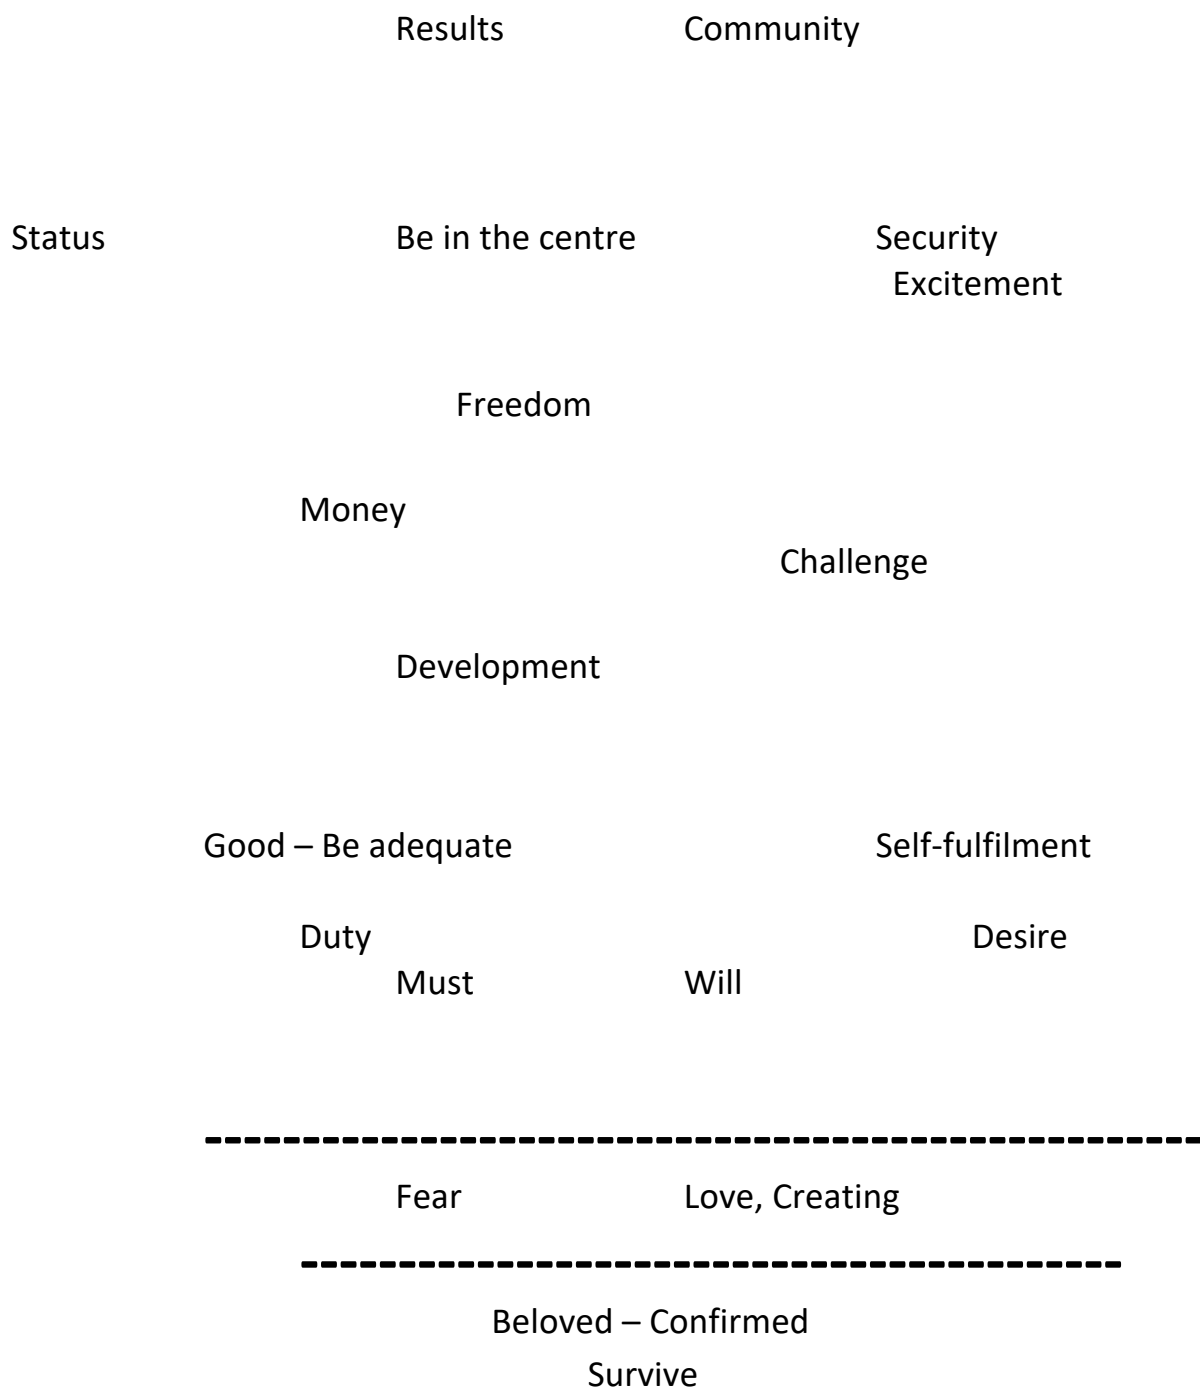 Results Community
Status Be in the centre Security
Excitement
Freedom
Money
Challenge
Development
Good – Be adequate Self-fulfilment
Duty Desire
Must Will
---------------------------------------------------
Fear Love, Creating
------------------------------------------
Beloved – Confirmed
Survive